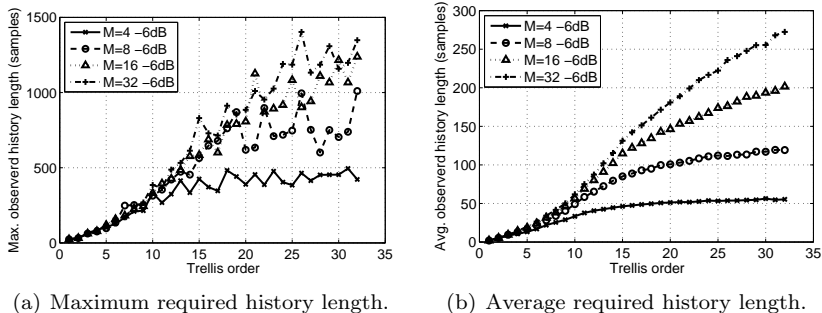 Max. observerd history length (samples)
1500
1000
500
0
M=4 −6dB
M=8 −6dB
M=16 −6dB
M=32 −6dB
0 5 10 15 20 25 30 35
Trellis order
(a) Maximum required history length.
Avg. observerd history length (samples)
300
250
200
150
100
50
0
M=4 −6dB
M=8 −6dB
M=16 −6dB
M=32 −6dB
0 5 10 15 20 25 30 35
Trellis order
(b) Average required history length.